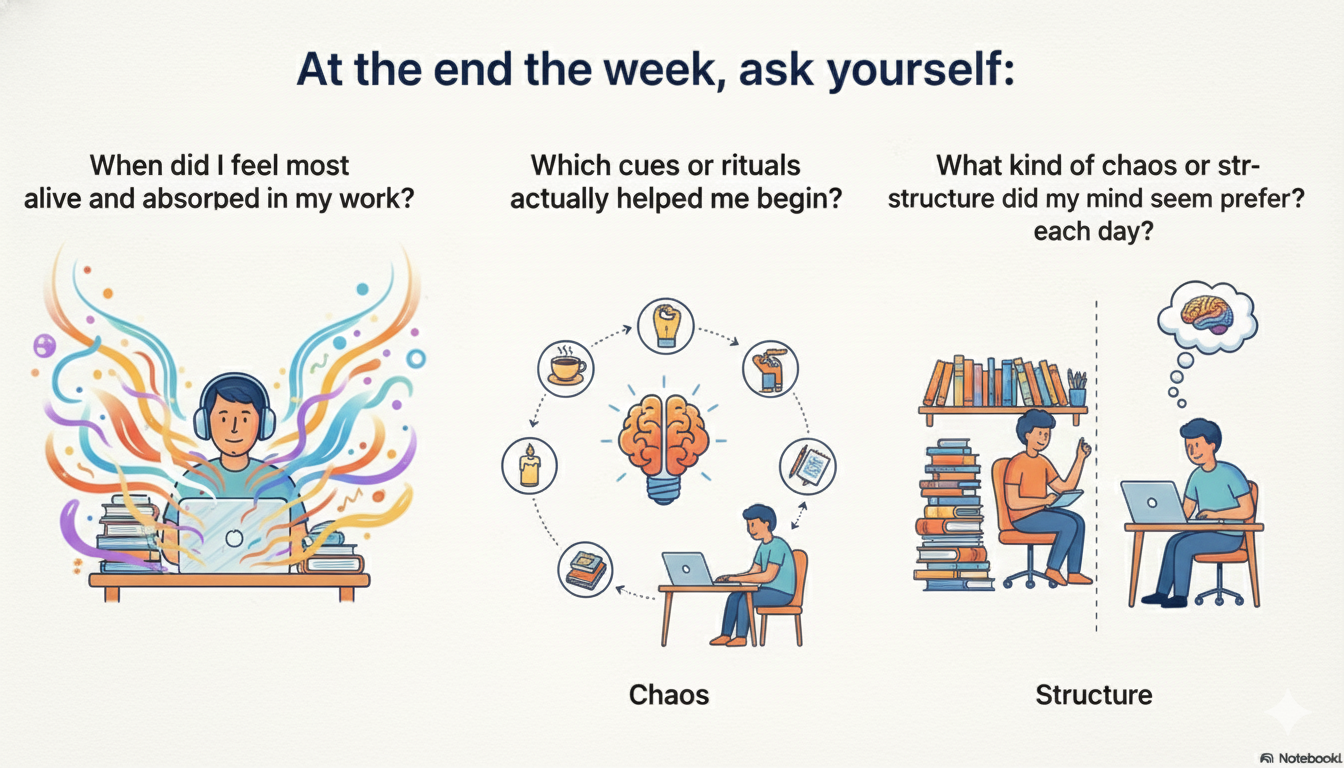 At the end the week, ask yourself:
When did I feel most
alive and absorbed in my work?
Which cues or rituals
actually helped me begin?
What kind of chaos or str-
structure did my mind seem prefer?
each day?
Chaos
Structure
Notebookl